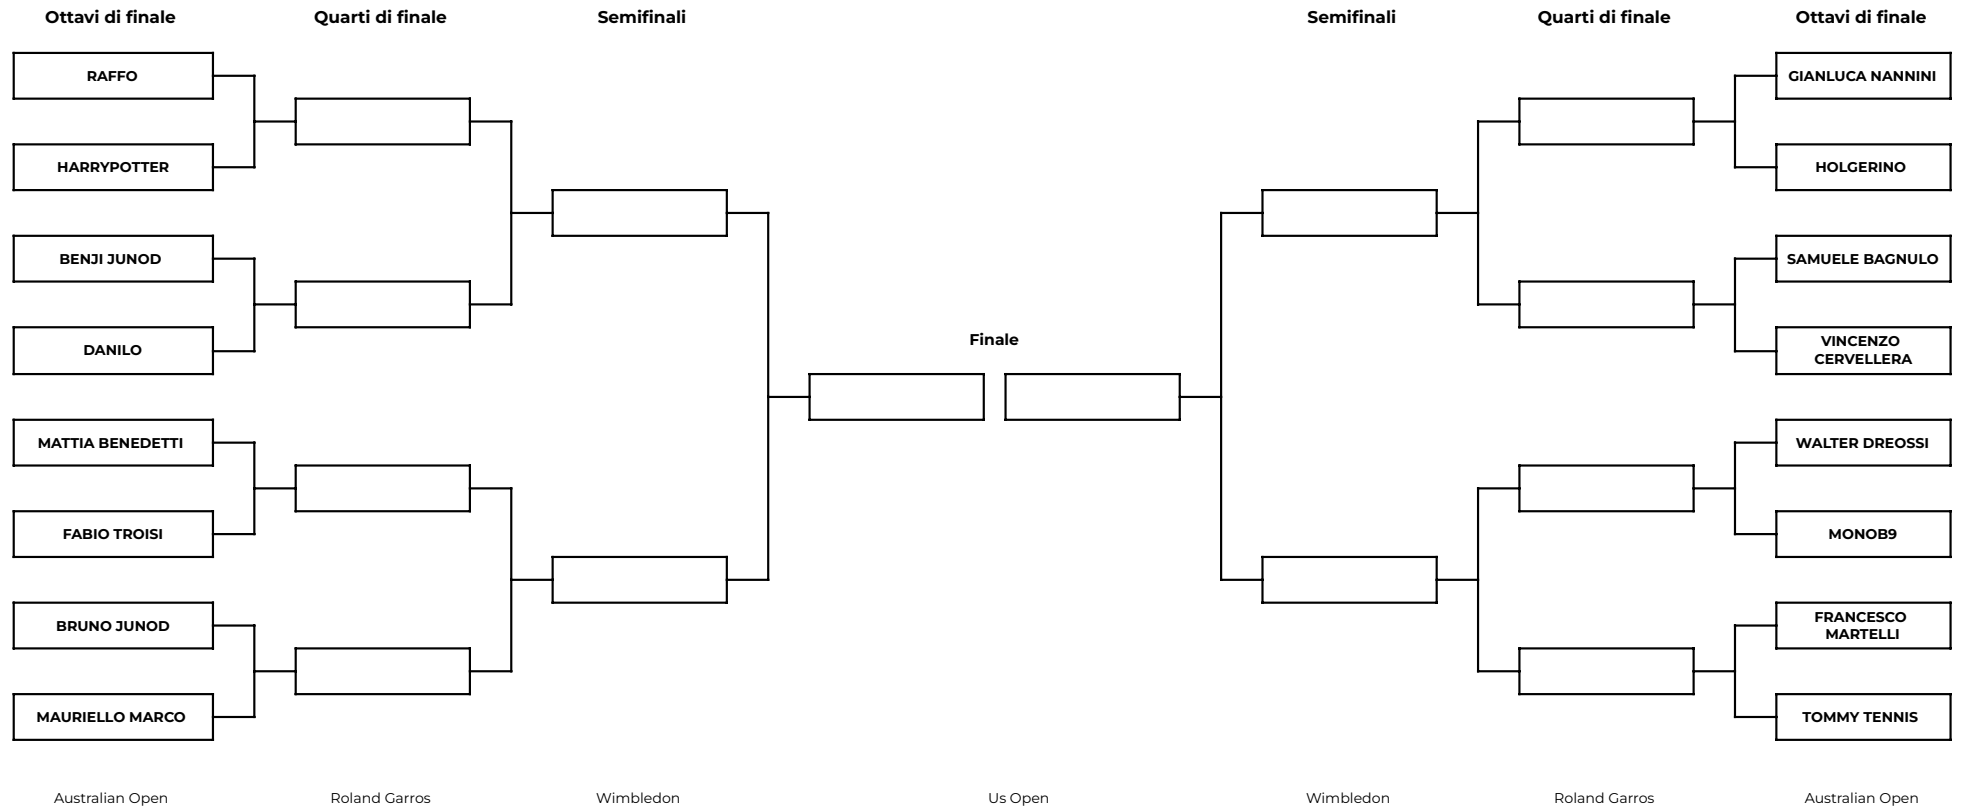 Ottavi di finale
Quarti di finale
Semifinali
Semifinali
Quarti di finale
Ottavi di finale
RAFFO
GIANLUCA NANNINI
HARRYPOTTER
HOLGERINO
BENJI JUNOD
SAMUELE BAGNULO
DANILO
VINCENZO
CERVELLERA
Finale
MATTIA BENEDETTI
WALTER DREOSSI
FABIO TROISI
MONOB9
BRUNO JUNOD
FRANCESCO
MARTELLI
MAURIELLO MARCO
TOMMY TENNIS
Australian Open
Roland Garros
Wimbledon
Us Open
Wimbledon
Roland Garros
Australian Open